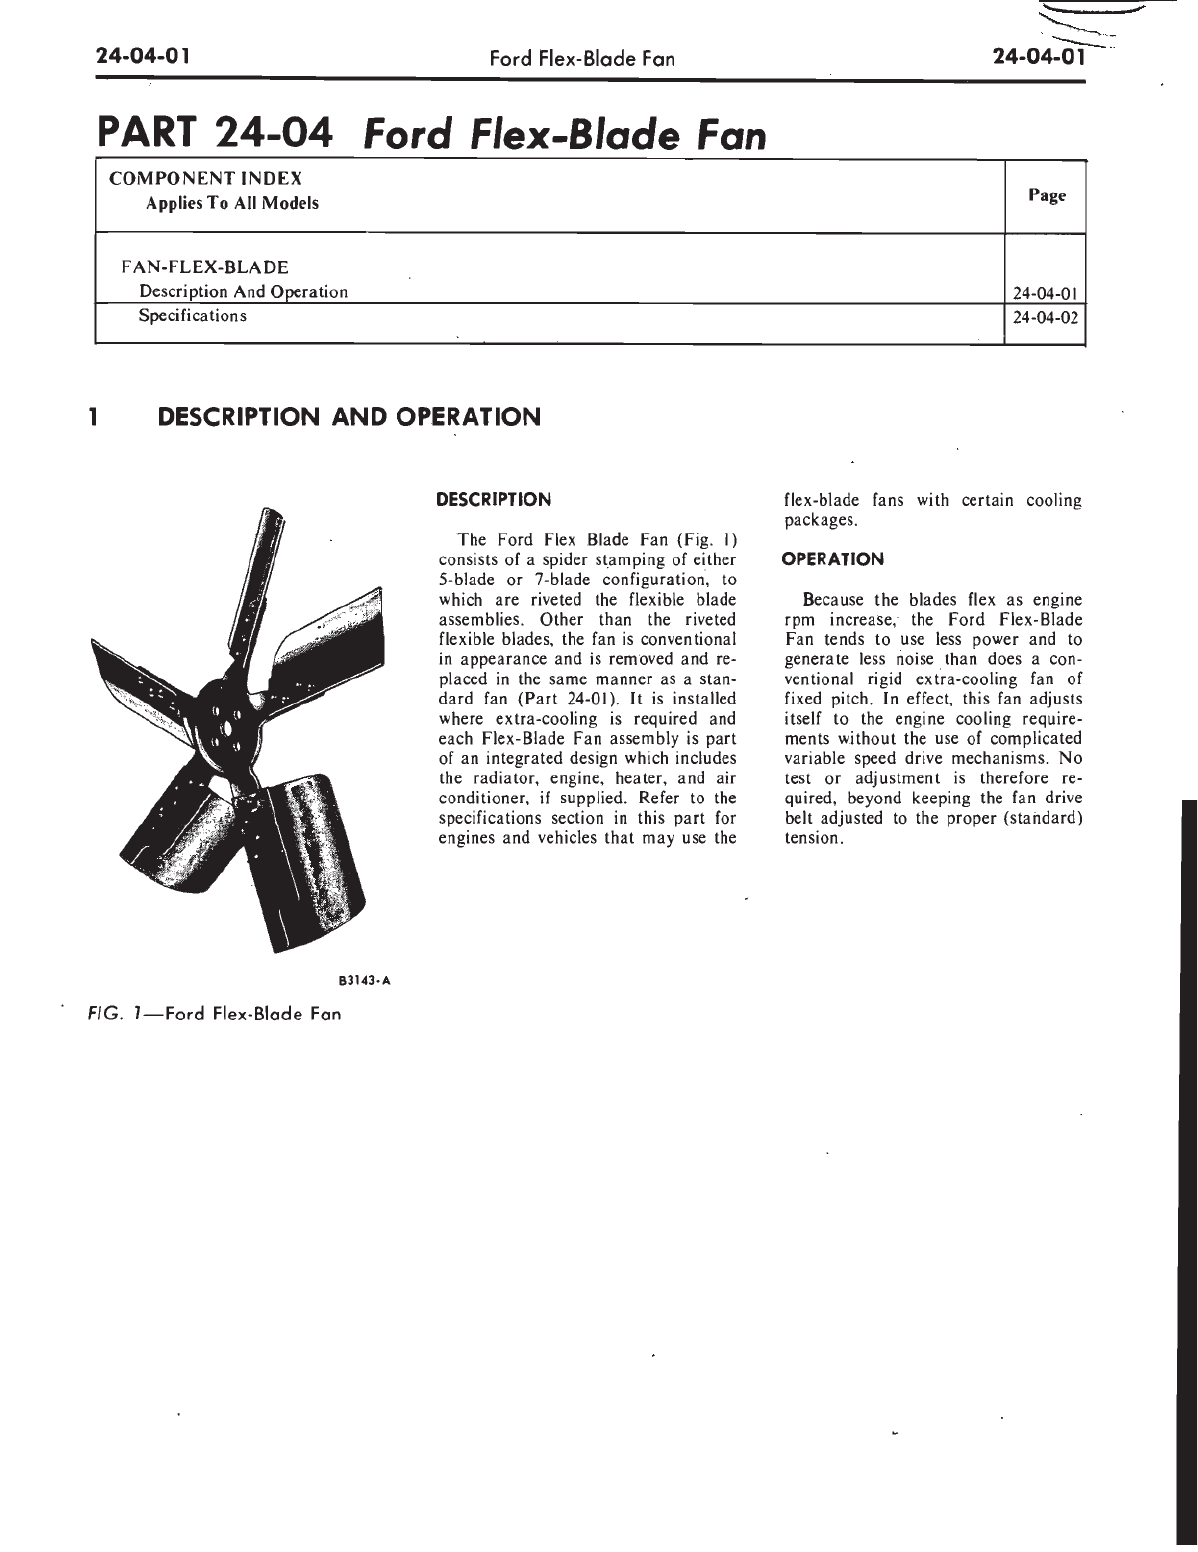 24-04-01 Ford Flex-Blade Fan 24-04-01
PART 24-04 Ford Flex-Blade Fan
COMPONENT INDEX
Applies To All Models
Page
FAN-FLEX-BLADE
Description And Operation 24-04-01
Specifications 24-04-02
1 DESCRIPTION AND OPERATION
B3143-A
FIG. 1—Ford Flex-Blade Fan
DESCRIPTION
The Ford Flex Blade Fan (Fig. 1)
consists of a spider stamping of either
5-blade or 7-blade configuration, to
which are riveted the flexible blade
assemblies. Other than the riveted
flexible blades, the fan is conventional
in appearance and is removed and re-
placed in the same manner as a stan-
dard fan (Part 24-01). It is installed
where extra-cooling is required and
each Flex-Blade Fan assembly is part
of an integrated design which includes
the radiator, engine, heater, and air
conditioner, if supplied. Refer to the
specifications section in this part for
engines and vehicles that may use the
flex-blade fans with certain cooling
packages.
OPERATION
Because the blades flex as engine
rpm increase, the Ford Flex-Blade
Fan tends to use less power and to
generate less noise than does a con-
ventional rigid extra-cooling fan of
fixed pitch. In effect, this fan adjusts
itself to the engine cooling require-
ments without the use of complicated
variable speed drive mechanisms. No
test or adjustment is therefore re-
quired, beyond keeping the fan drive
belt adjusted to the proper (standard)
tension.